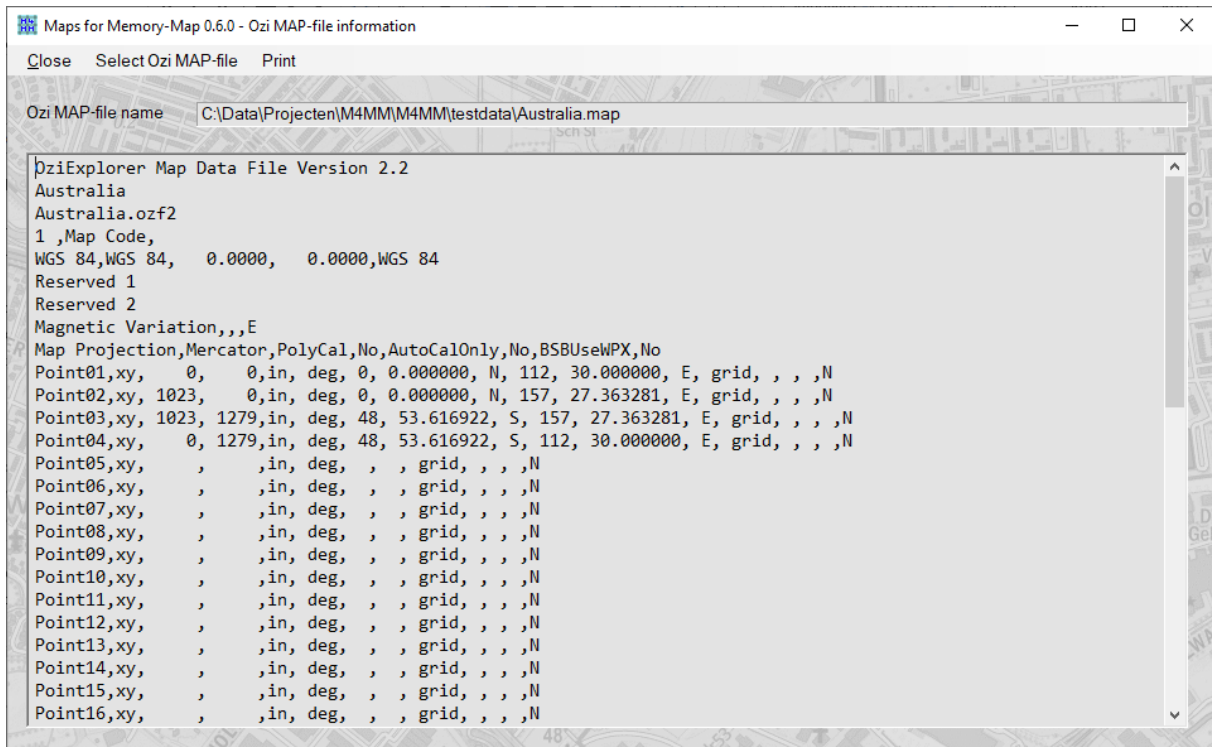 Maps for Memory-Map 0.6.0 - Ozi MAP-file information
Close Select Ozi MAP-file Print
Ozi MAP-file name C:\Data\Projecten\M4MM\M4MM\testdata\Australia.map
OziExplorer Map Data File Version 2.2
Australia
Australia.ozf2
1 ,Map Code,
WGS 84,WGS 84,   0.0000,   0.0000,WGS 84
Reserved 1
Reserved 2
Magnetic Variation,,,E
Map Projection,Mercator,PolyCal,No,AutoCalOnly,No,BSBUseWPX,No
Point01,xy,    0,    0,in, deg, 0, 0.000000, N, 112, 30.000000, E, grid, , , ,N
Point02,xy, 1023,    0,in, deg, 0, 0.000000, N, 157, 27.363281, E, grid, , , ,N
Point03,xy, 1023, 1279,in, deg, 48, 53.616922, S, 157, 27.363281, E, grid, , , ,N
Point04,xy,    0, 1279,in, deg, 48, 53.616922, S, 112, 30.000000, E, grid, , , ,N
Point05,xy,     ,     ,in, deg,  ,  , grid, , , ,N
Point06,xy,     ,     ,in, deg,  ,  , grid, , , ,N
Point07,xy,     ,     ,in, deg,  ,  , grid, , , ,N
Point08,xy,     ,     ,in, deg,  ,  , grid, , , ,N
Point09,xy,     ,     ,in, deg,  ,  , grid, , , ,N
Point10,xy,     ,     ,in, deg,  ,  , grid, , , ,N
Point11,xy,     ,     ,in, deg,  ,  , grid, , , ,N
Point12,xy,     ,     ,in, deg,  ,  , grid, , , ,N
Point13,xy,     ,     ,in, deg,  ,  , grid, , , ,N
Point14,xy,     ,     ,in, deg,  ,  , grid, , , ,N
Point15,xy,     ,     ,in, deg,  ,  , grid, , , ,N
Point16,xy,     ,     ,in, deg,  ,  , grid, , , ,N